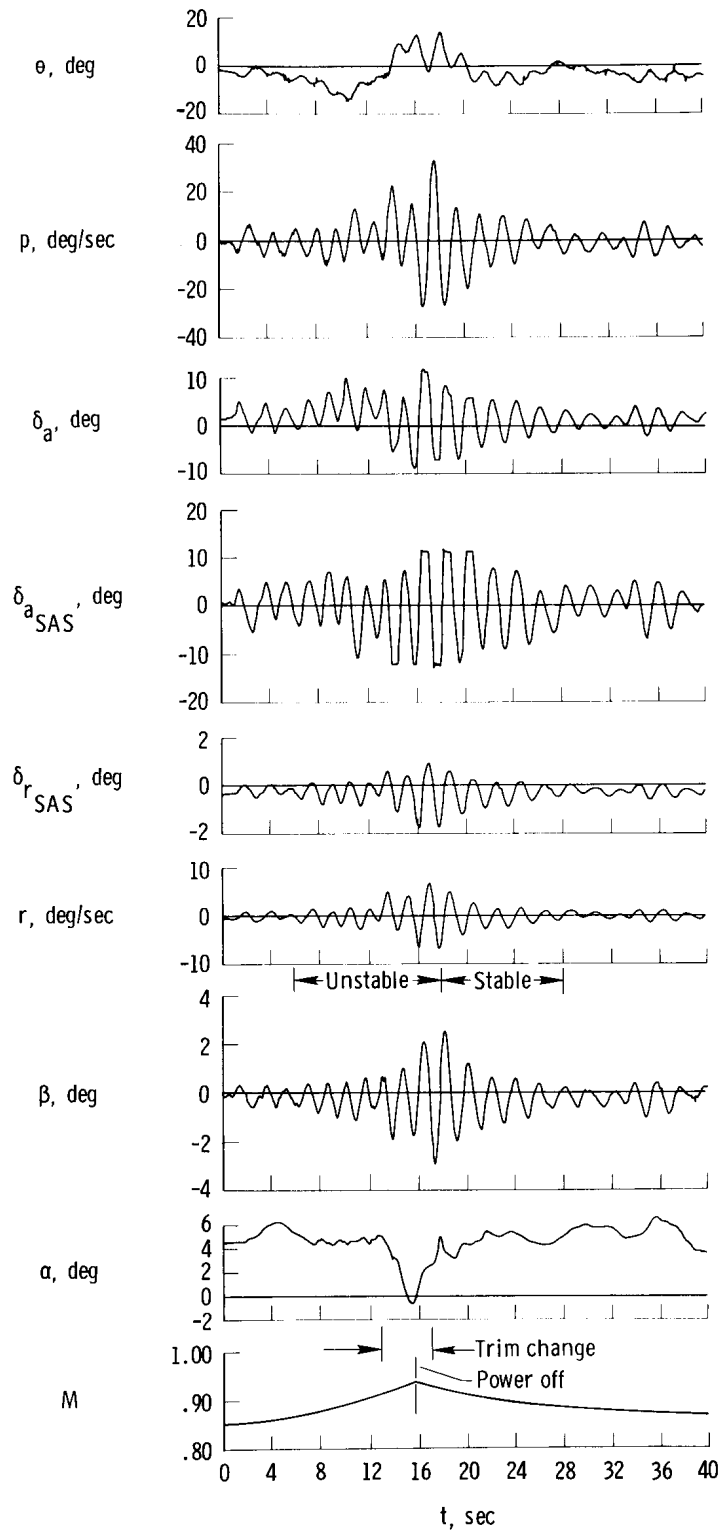 20
θ, deg
0
-20
40
20
p, deg/sec
0
-20
-40
10
δa, deg
0
-10
20
10
δaSAS, deg
0
-10
-20
2
δrSAS, deg
0
-2
10
r, deg/sec
0
-10
Unstable
Stable
4
2
β, deg
0
-2
-4
6
4
α, deg
2
0
-2
Trim change
Power off
1.00
M
.90
.80
0 4 8 12 16 20 24 28 32 36 40
t, sec